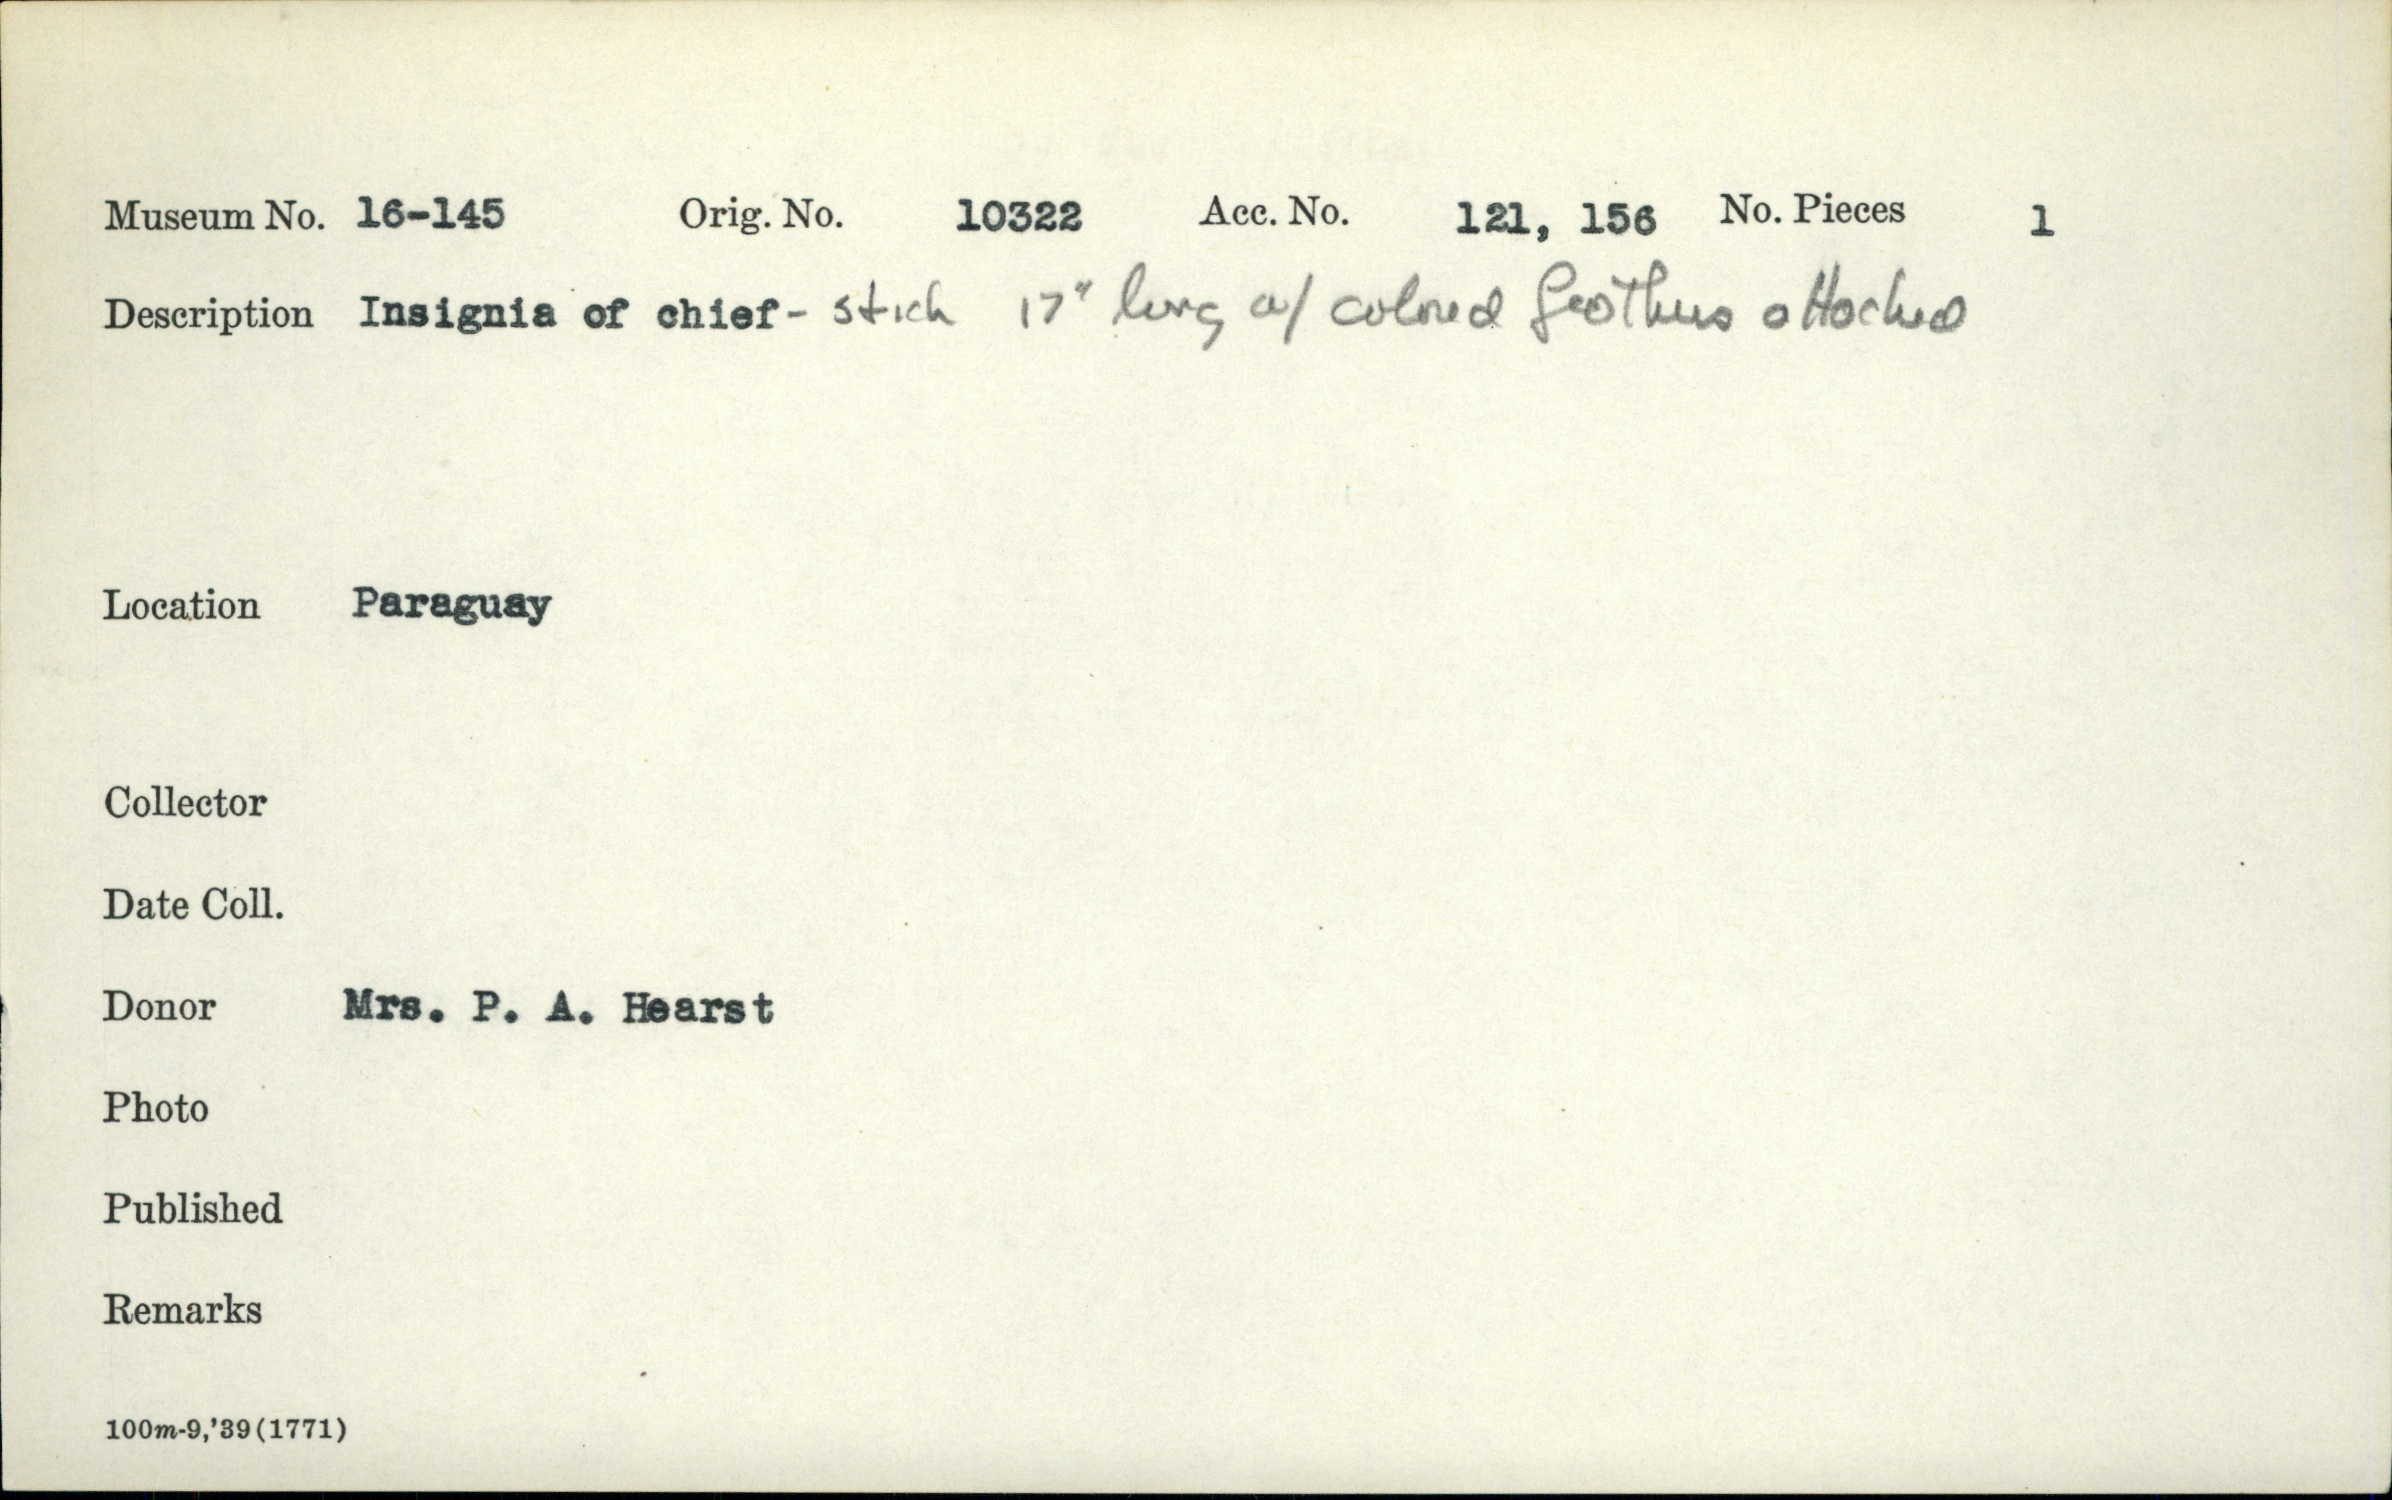 Museum No. 16-145 Orig. No. 10322 Acc. No. 121, 156 No. Pieces 1
Description Insignia of chief- stick 17" long w/ colored feathers attached
Location Paraguay
Collector
Date Coll.
Donor Mrs. P. A. Hearst
Photo
Published
Remarks
100m-9,'39(1771)